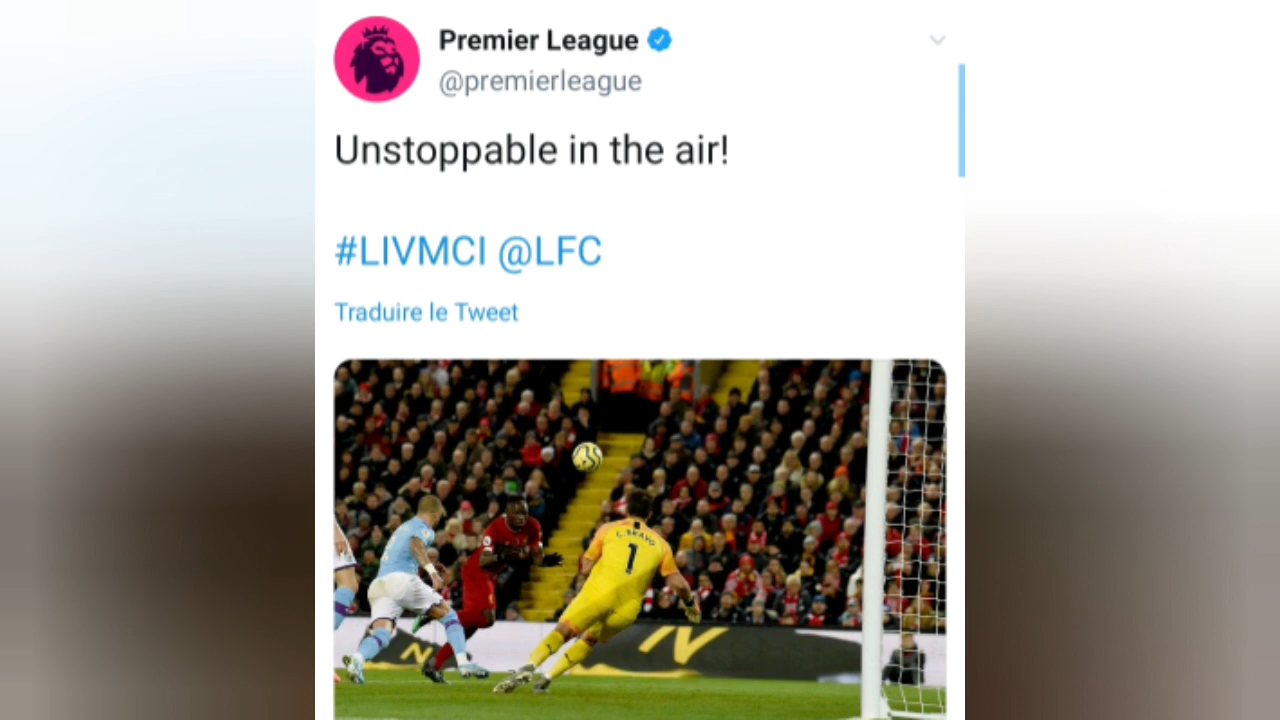 Premier League
@premierleague
Unstoppable in the air!
#LIVMCI @LFC
Traduire le Tweet
C. BRAVO
1
N
N